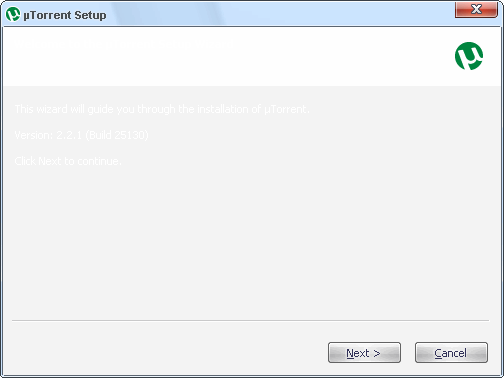 µTorrent Setup
This wizard will guide you through the installation of µTorrent.
Version: 2.2.1 (Build 25130)
Click Next to continue.
Next >
Cancel